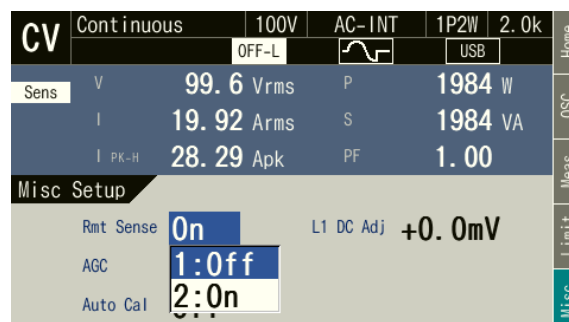 CV Continuous 100V AC-INT 1P2W 2.0k
OFF-L USB
Home
Sens V 99.6 Vrms P 1984 W
OSC
I 19.92 Arms S 1984 VA
I PK-H 28.29 Apk PF 1.00
Meas
Misc Setup
Rmt Sense On L1 DC Adj +0.0mV
Limit
AGC 1:Off
2:On
Auto Cal
Misc